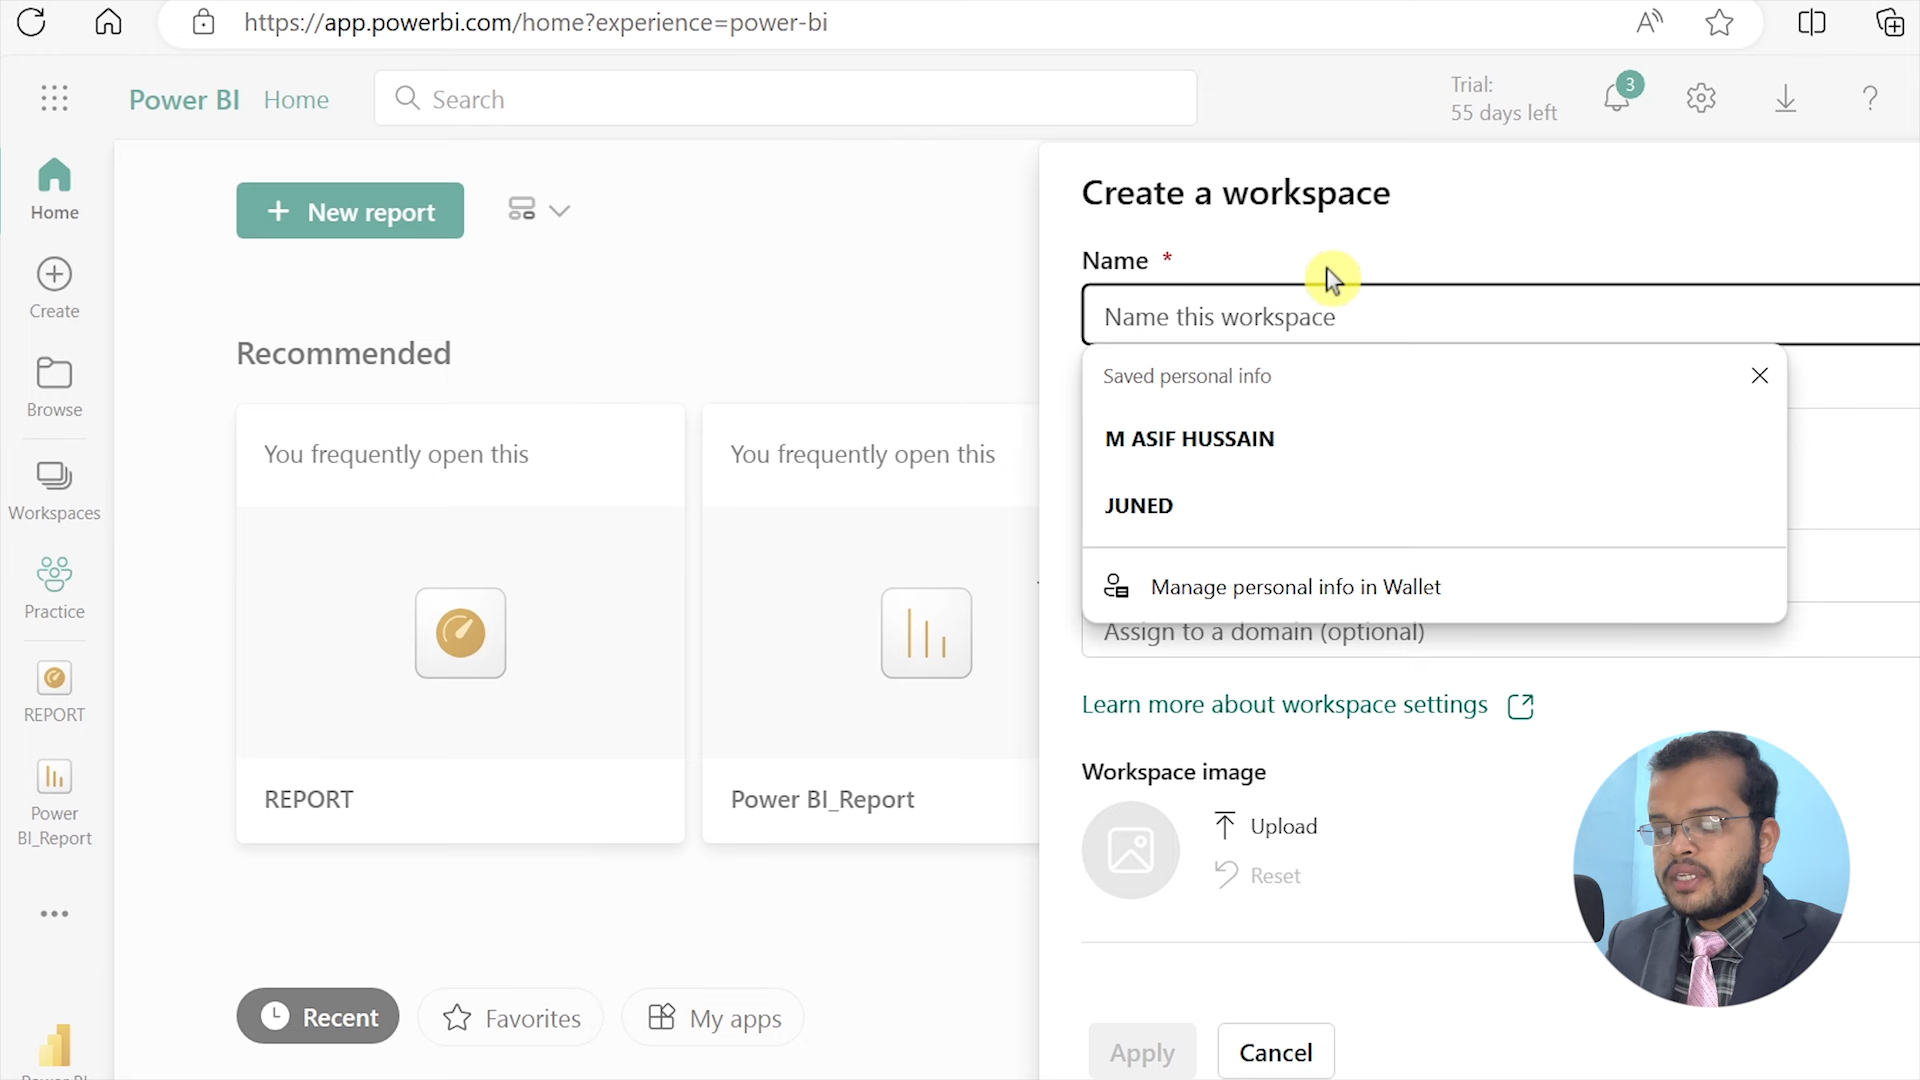 https://app.powerbi.com/home?experience=power-bi
Power BI Home
Search
Trial:
55 days left
3
?
Home
Create
Browse
Workspaces
Practice
REPORT
Power
BI_Report
+ New report
Recommended
You frequently open this
REPORT
You frequently open this
Power BI_Report
Recent
Favorites
My apps
Create a workspace
Name *
Name this workspace
Saved personal info
M ASIF HUSSAIN
JUNED
Manage personal info in Wallet
Assign to a domain (optional)
Learn more about workspace settings
Workspace image
Upload
Reset
Apply
Cancel